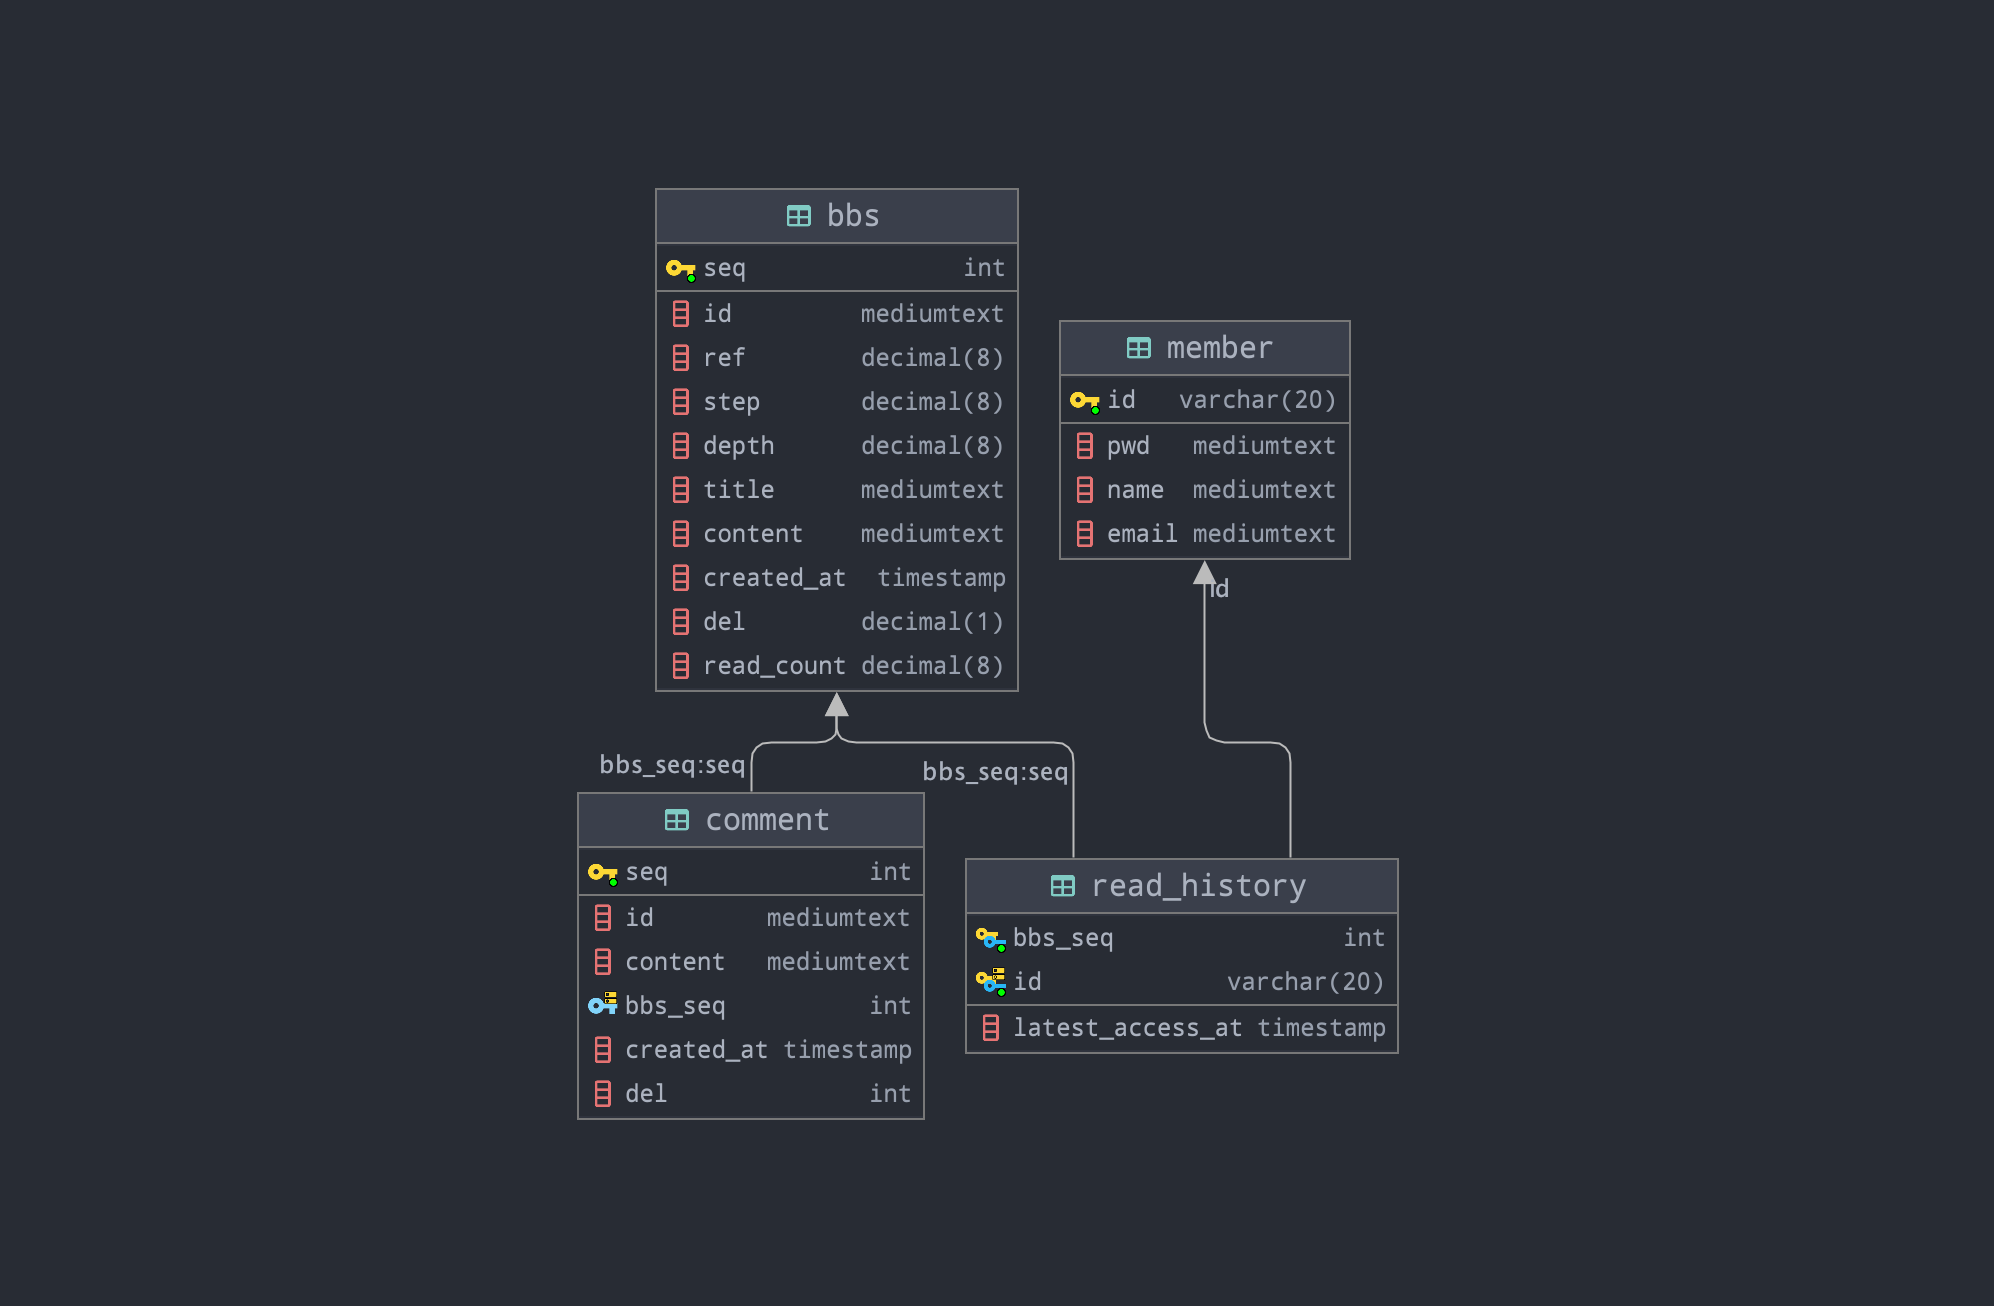 bbs
seq int
id mediumtext
ref decimal(8)
step decimal(8)
depth decimal(8)
title mediumtext
content mediumtext
created_at timestamp
del decimal(1)
read_count decimal(8)
member
id varchar(20)
pwd mediumtext
name mediumtext
email mediumtext
id
bbs_seq:seq
bbs_seq:seq
comment
seq int
id mediumtext
content mediumtext
bbs_seq int
created_at timestamp
del int
read_history
bbs_seq int
id varchar(20)
latest_access_at timestamp